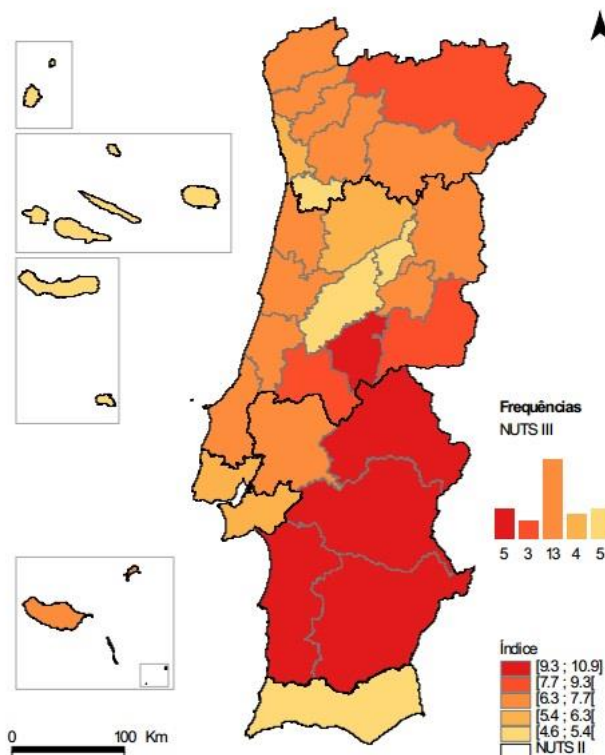 Frequências
NUTS III
5 3 13 4 5
Índice
[9.3 ; 10.9]
[7.7 ; 9.3[
[6.3 ; 7.7[
[5.4 ; 6.3[
[4.6 ; 5.4[
NUTS II
0 100 Km